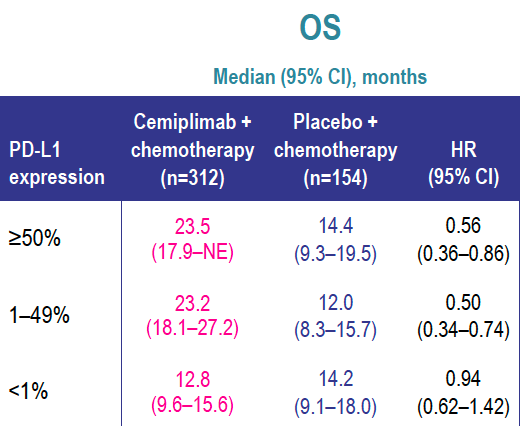 OS
Median (95% CI), months
PD-L1 expression
Cemiplimab + chemotherapy (n=312)
Placebo + chemotherapy (n=154)
HR (95% CI)
≥50%
23.5 (17.9–NE)
14.4 (9.3–19.5)
0.56 (0.36–0.86)
1–49%
23.2 (18.1–27.2)
12.0 (8.3–15.7)
0.50 (0.34–0.74)
<1%
12.8 (9.6–15.6)
14.2 (9.1–18.0)
0.94 (0.62–1.42)